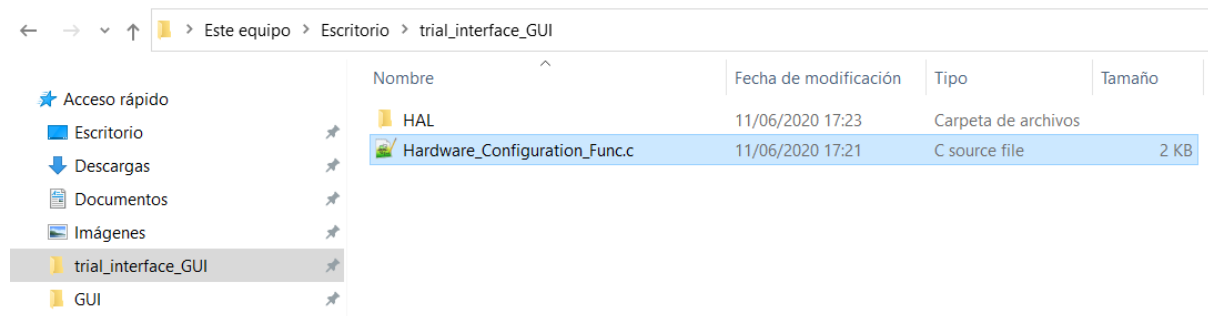 Este equipo > Escritorio > trial_interface_GUI
Nombre Fecha de modificación Tipo Tamaño
Acceso rápido
HAL 11/06/2020 17:23 Carpeta de archivos
Escritorio
Hardware_Configuration_Func.c 11/06/2020 17:21 C source file 2 KB
Descargas
Documentos
Imágenes
trial_interface_GUI
GUI